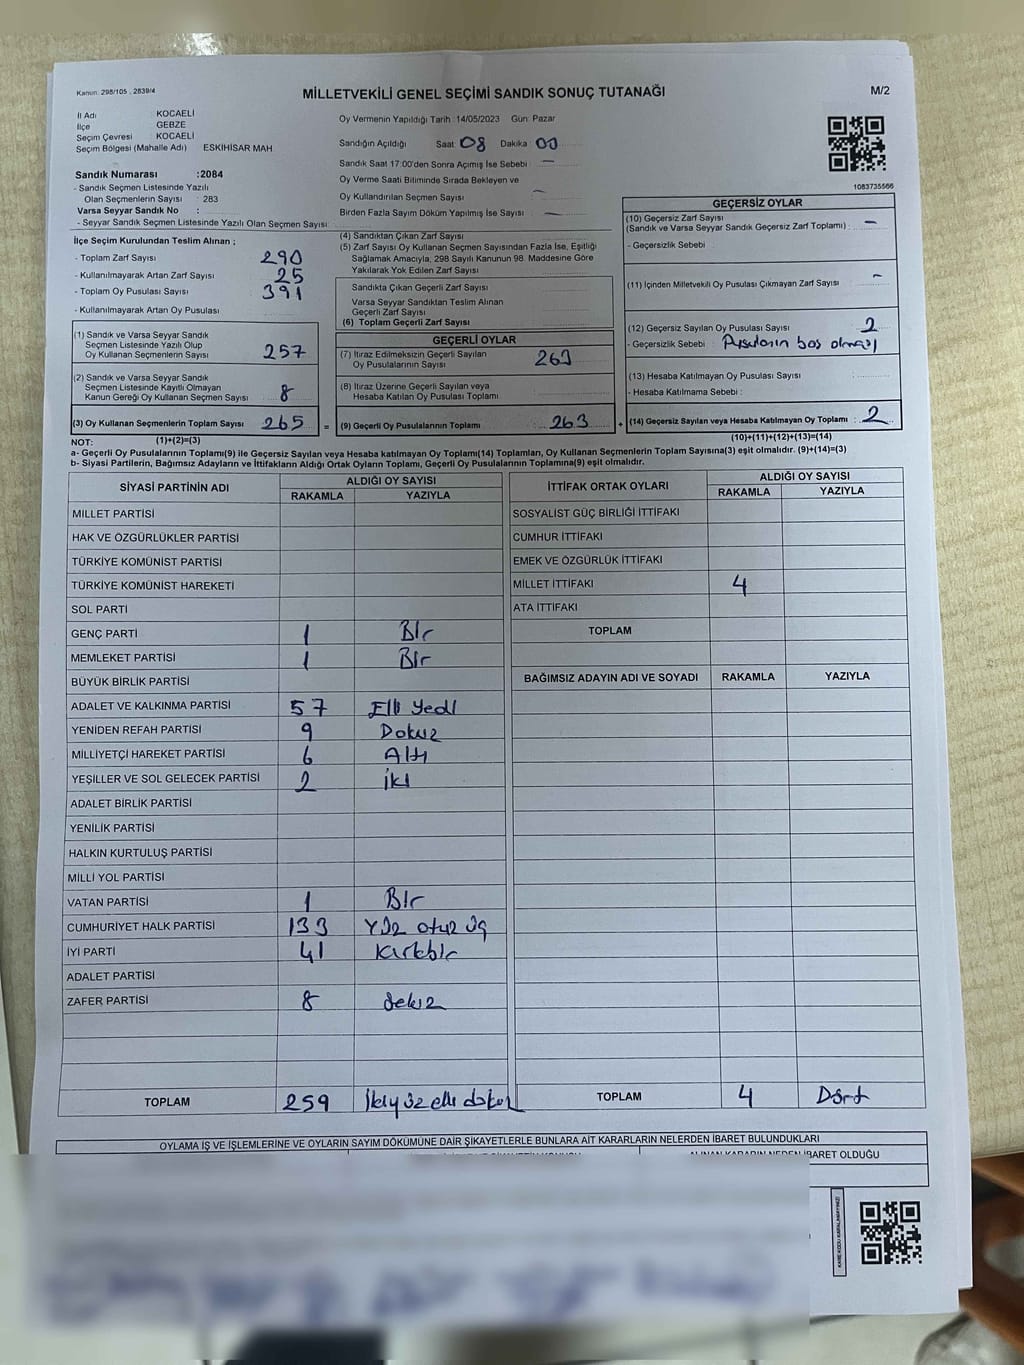 Kanun: 298/105 , 2839/4
MİLLETVEKİLİ GENEL SEÇİMİ SANDIK SONUÇ TUTANAĞI
M/2
İl Adı KOCAELİ
İlçe GEBZE
Seçim Çevresi KOCAELİ
Seçim Bölgesi (Mahalle Adı) ESKİHİSAR MAH
Sandık Numarası :2084
- Sandık Seçmen Listesinde Yazılı
Olan Seçmenlerin Sayısı : 283
Varsa Seyyar Sandık No :
- Seyyar Sandık Seçmen Listesinde Yazılı Olan Seçmen Sayısı:
Oy Vermenin Yapıldığı Tarih :14/05/2023 Gün: Pazar
Sandığın Açıldığı Saat 08 Dakika 00
Sandık Saat 17:00'den Sonra Açımış İse Sebebi : —
Oy Verme Saati Bitiminde Sırada Bekleyen ve
Oy Kullandırılan Seçmen Sayısı : —
Birden Fazla Sayım Döküm Yapılmış İse Sayısı : —
1083735566
İlçe Seçim Kurulundan Teslim Alınan ;
- Toplam Zarf Sayısı 290
- Kullanılmayarak Artan Zarf Sayısı 25
- Toplam Oy Pusulası Sayısı 391
- Kullanılmayarak Artan Oy Pusulası
(1) Sandık ve Varsa Seyyar Sandık
Seçmen Listesinde Yazılı Olup
Oy Kullanan Seçmenlerin Sayısı 257
(2) Sandık ve Varsa Seyyar Sandık
Seçmen Listesinde Kayıtlı Olmayan
Kanun Gereği Oy Kullanan Seçmen Sayısı 8
(3) Oy Kullanan Seçmenlerin Toplam Sayısı 265 =
(4) Sandıktan Çıkan Zarf Sayısı
(5) Zarf Sayısı Oy Kullanan Seçmen Sayısından Fazla İse, Eşitliği
Sağlamak Amacıyla, 298 Sayılı Kanunun 98. Maddesine Göre
Yakılarak Yok Edilen Zarf Sayısı
Sandıkta Çıkan Geçerli Zarf Sayısı
Varsa Seyyar Sandıktan Teslim Alınan
Geçerli Zarf Sayısı
(6) Toplam Geçerli Zarf Sayısı
GEÇERLİ OYLAR
(7) İtiraz Edilmeksizin Geçerli Sayılan
Oy Pusulalarının Sayısı 263
(8) İtiraz Üzerine Geçerli Sayılan veya
Hesaba Katılan Oy Pusulası Toplamı
(9) Geçerli Oy Pusulalarının Toplamı : 263 +
GEÇERSİZ OYLAR
(10) Geçersiz Zarf Sayısı
(Sandık ve Varsa Seyyar Sandık Geçersiz Zarf Toplamı) : —
- Geçersizlik Sebebi
(11) İçinden Milletvekili Oy Pusulası Çıkmayan Zarf Sayısı —
(12) Geçersiz Sayılan Oy Pusulası Sayısı : 2
- Geçersizlik Sebebi : Pusulanın boş olması
(13) Hesaba Katılmayan Oy Pusulası Sayısı
- Hesaba Katılmama Sebebi :
(14) Geçersiz Sayılan veya Hesaba Katılmayan Oy Toplamı : 2
NOT: (1)+(2)=(3)
(10)+(11)+(12)+(13)=(14)
a- Geçerli Oy Pusulalarının Toplamı(9) ile Geçersiz Sayılan veya Hesaba katılmayan Oy Toplamı(14) Toplamları, Oy Kullanan Seçmenlerin Toplam Sayısına(3) eşit olmalıdır. (9)+(14)=(3)
b- Siyasi Partilerin, Bağımsız Adayların ve İttifakların Aldığı Ortak Oyların Toplamı, Geçerli Oy Pusulalarının Toplamına(9) eşit olmalıdır.
SİYASİ PARTİNİN ADI
ALDIĞI OY SAYISI
RAKAMLA YAZIYLA
MİLLET PARTİSİ
HAK VE ÖZGÜRLÜKLER PARTİSİ
TÜRKİYE KOMÜNİST PARTİSİ
TÜRKİYE KOMÜNİST HAREKETİ
SOL PARTİ
GENÇ PARTİ 1 Bir
MEMLEKET PARTİSİ 1 Bir
BÜYÜK BİRLİK PARTİSİ
ADALET VE KALKINMA PARTİSİ 57 Elli Yedi
YENİDEN REFAH PARTİSİ 9 Dokuz
MİLLİYETÇİ HAREKET PARTİSİ 6 Altı
YEŞİLLER VE SOL GELECEK PARTİSİ 2 İki
ADALET BİRLİK PARTİSİ
YENİLİK PARTİSİ
HALKIN KURTULUŞ PARTİSİ
MİLLİ YOL PARTİSİ
VATAN PARTİSİ 1 Bir
CUMHURİYET HALK PARTİSİ 133 Yüz otuz üç
İYİ PARTİ 41 Kırkbir
ADALET PARTİSİ
ZAFER PARTİSİ 8 Sekiz
TOPLAM 259 İkiyüz elli dokuz
İTTİFAK ORTAK OYLARI
ALDIĞI OY SAYISI
RAKAMLA YAZIYLA
SOSYALİST GÜÇ BİRLİĞİ İTTİFAKI
CUMHUR İTTİFAKI
EMEK VE ÖZGÜRLÜK İTTİFAKI
MİLLET İTTİFAKI 4
ATA İTTİFAKI
TOPLAM
BAĞIMSIZ ADAYIN ADI VE SOYADI RAKAMLA YAZIYLA
TOPLAM 4 Dört
OYLAMA İŞ VE İŞLEMLERİNE VE OYLARIN SAYIM DÖKÜMÜNE DAİR ŞİKAYETLERLE BUNLARA AİT KARARLARIN NELERDEN İBARET BULUNDUKLARI
ALINAN KARARIN NEDEN İBARET OLDUĞU
KARE KODU KARALAMAYINIZ!